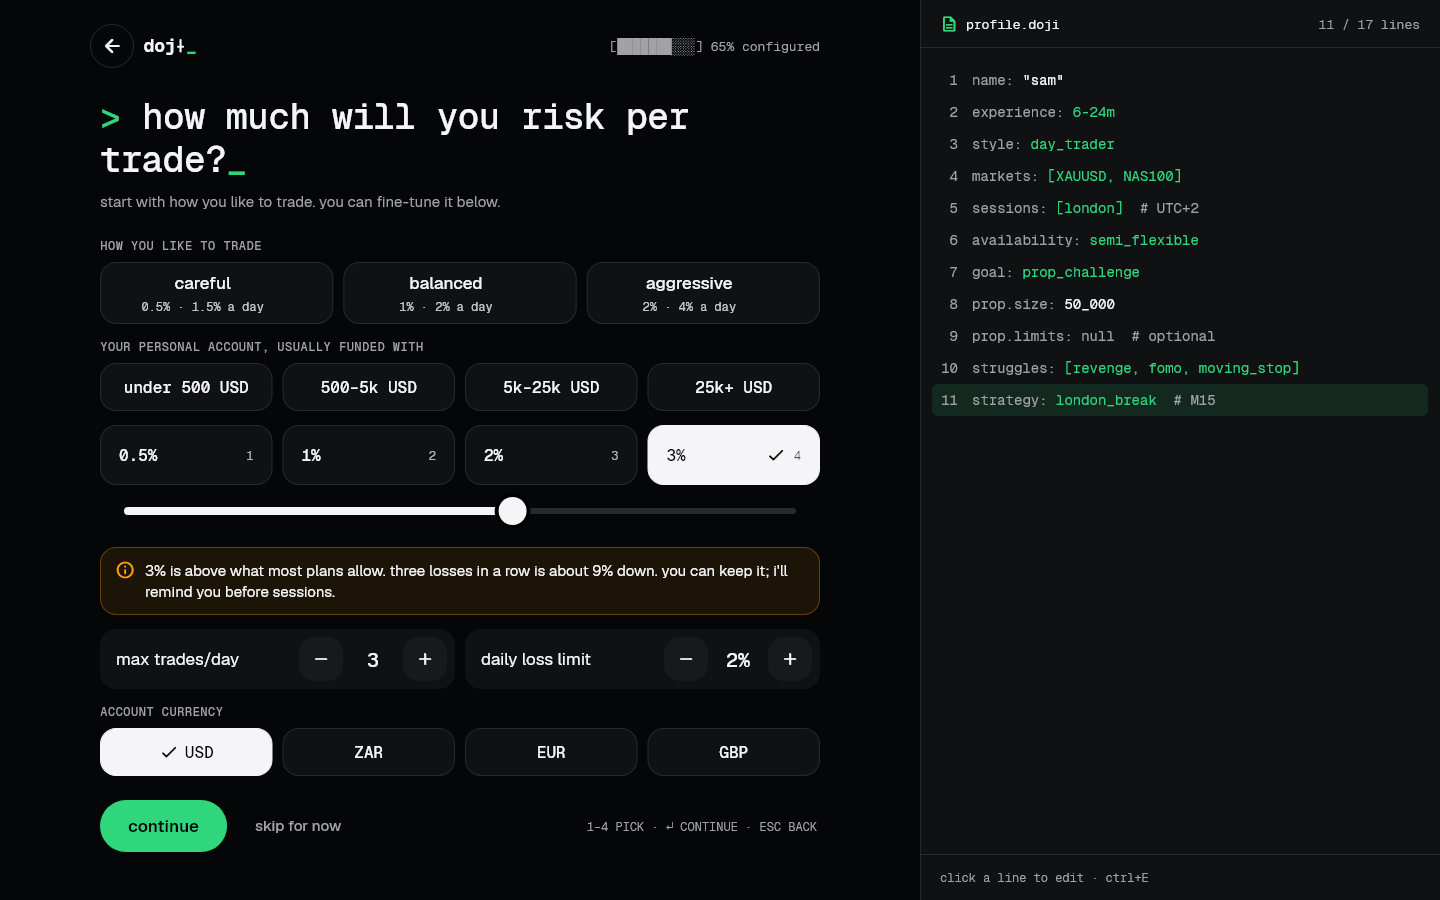 doji_
[███████░░░] 65% configured
> how much will you risk per
trade?_
start with how you like to trade. you can fine-tune it below.
HOW YOU LIKE TO TRADE
careful
0.5% · 1.5% a day
balanced
1% · 2% a day
aggressive
2% · 4% a day
YOUR PERSONAL ACCOUNT, USUALLY FUNDED WITH
under 500 USD
500-5k USD
5k-25k USD
25k+ USD
0.5% 1
1% 2
2% 3
3% ✓ 4
3% is above what most plans allow. three losses in a row is about 9% down. you can keep it; i'll
remind you before sessions.
max trades/day − 3 +
daily loss limit − 2% +
ACCOUNT CURRENCY
✓ USD
ZAR
EUR
GBP
continue
skip for now
1-4 PICK · ↵ CONTINUE · ESC BACK
profile.doji
11 / 17 lines
1 name: "sam"
2 experience: 6-24m
3 style: day_trader
4 markets: [XAUUSD, NAS100]
5 sessions: [london] # UTC+2
6 availability: semi_flexible
7 goal: prop_challenge
8 prop.size: 50_000
9 prop.limits: null # optional
10 struggles: [revenge, fomo, moving_stop]
11 strategy: london_break # M15
click a line to edit · ctrl+E